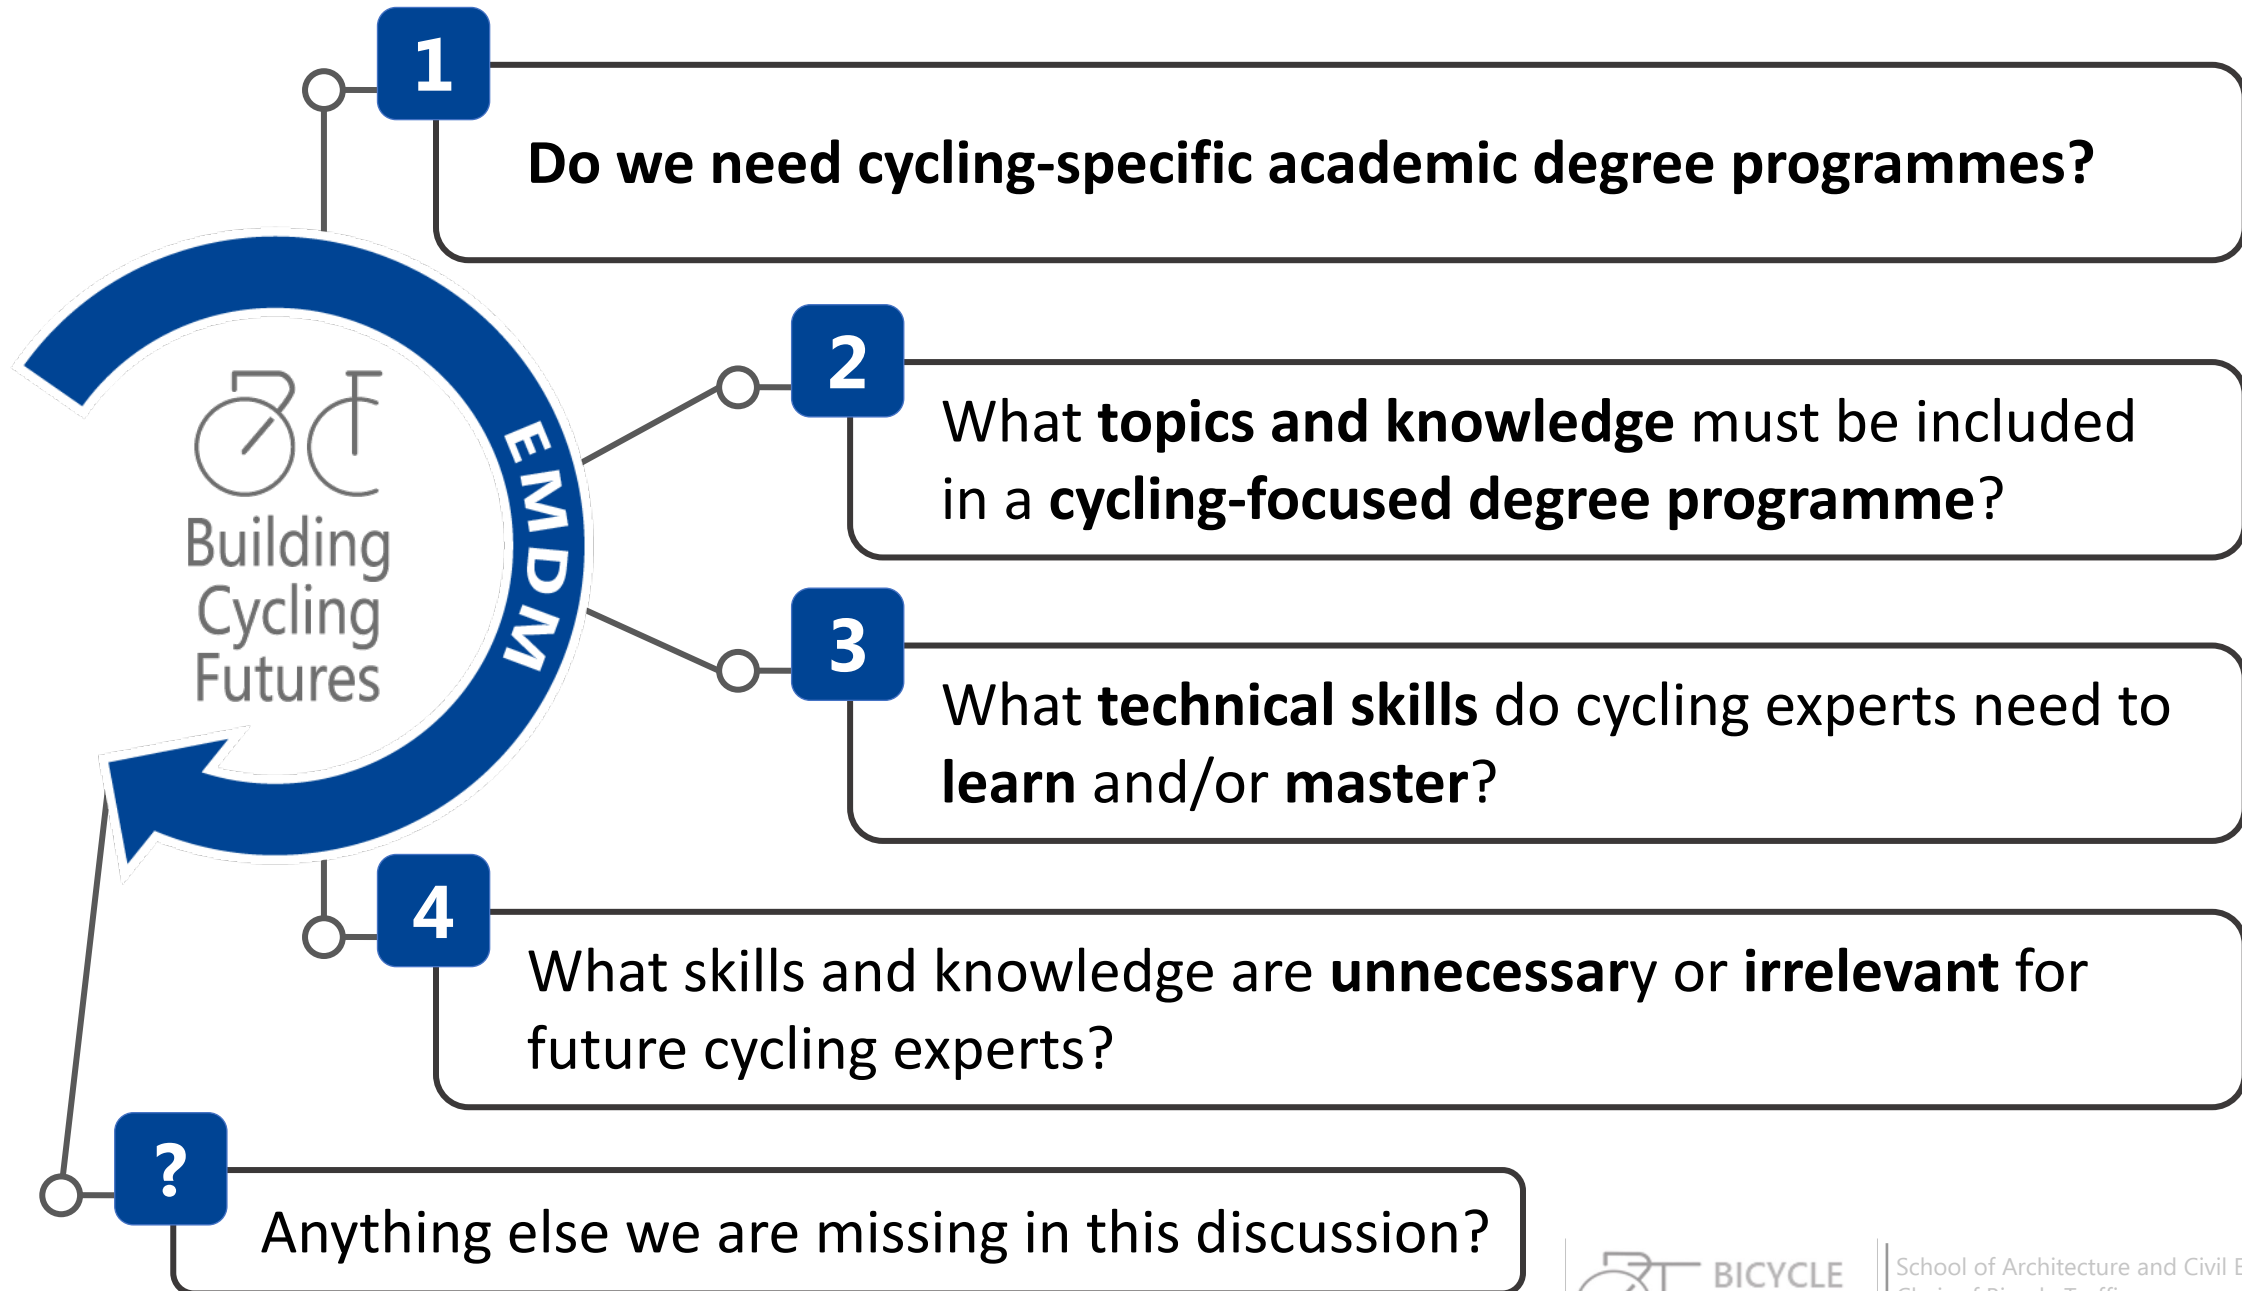 1
Do we need cycling-specific academic degree programmes?
2
What topics and knowledge must be included
in a cycling-focused degree programme?
EMDM
Building
Cycling
Futures
3
What technical skills do cycling experts need to
learn and/or master?
4
What skills and knowledge are unnecessary or irrelevant for
future cycling experts?
?
Anything else we are missing in this discussion?
BICYCLE
School of Architecture and Civil E